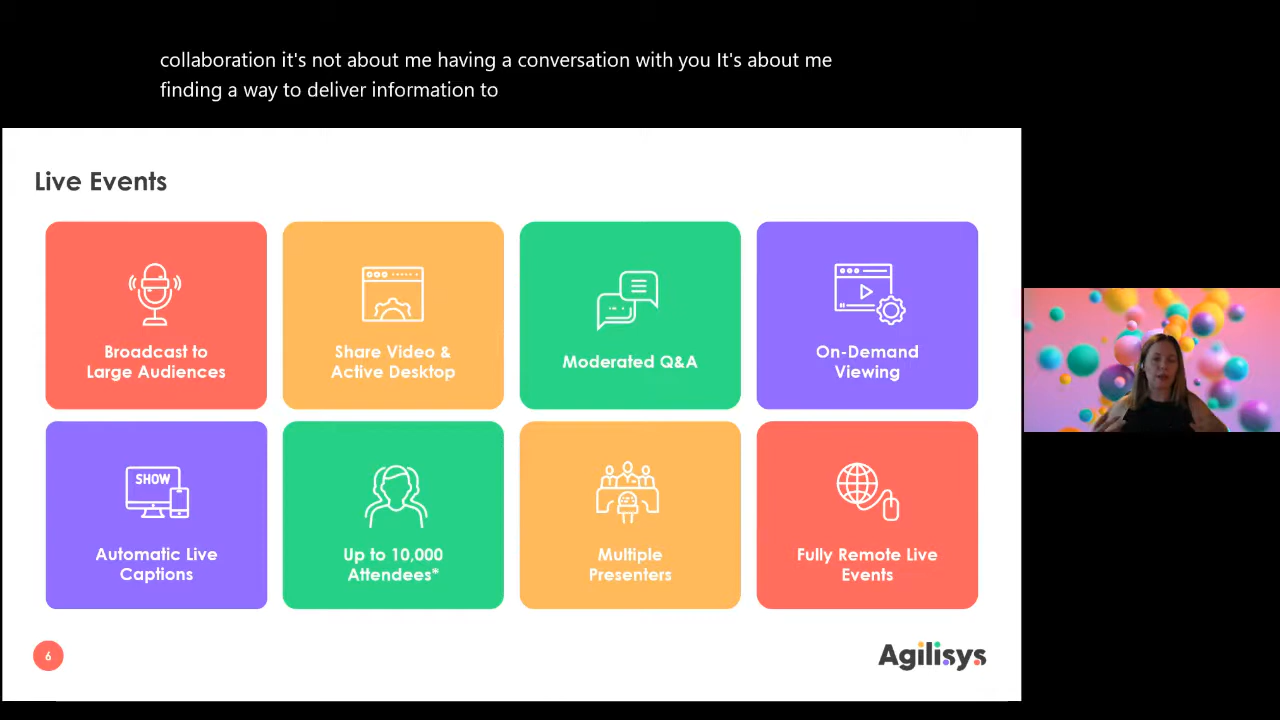 collaboration it's not about me having a conversation with you It's about me
finding a way to deliver information to
Live Events
Broadcast to
Large Audiences
Share Video &
Active Desktop
Moderated Q&A
On-Demand
Viewing
SHOW
Automatic Live
Captions
Up to 10,000
Attendees*
Multiple
Presenters
Fully Remote Live
Events
6
Agilisys